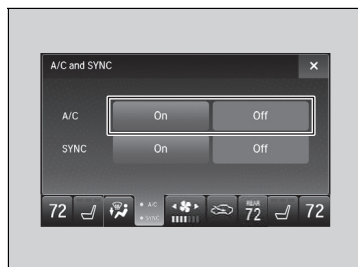 A/C and SYNC ×
A/C On Off
SYNC On Off
72 A/C SYNC REAR 72 72